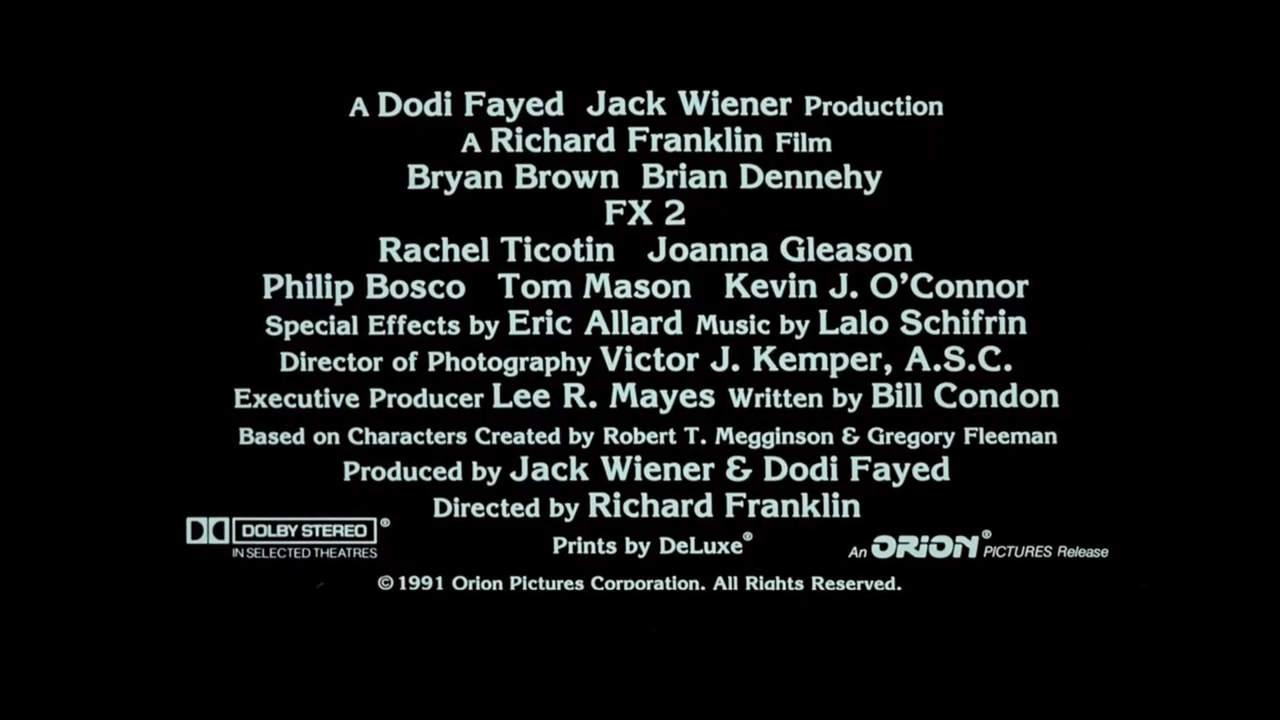 A Dodi Fayed Jack Wiener Production
A Richard Franklin Film
Bryan Brown Brian Dennehy
FX 2
Rachel Ticotin Joanna Gleason
Philip Bosco Tom Mason Kevin J. O'Connor
Special Effects by Eric Allard Music by Lalo Schifrin
Director of Photography Victor J. Kemper, A.S.C.
Executive Producer Lee R. Mayes Written by Bill Condon
Based on Characters Created by Robert T. Megginson & Gregory Fleeman
Produced by Jack Wiener & Dodi Fayed
Directed by Richard Franklin
DOLBY STEREO®
IN SELECTED THEATRES
Prints by DeLuxe®
An ORION® PICTURES Release
© 1991 Orion Pictures Corporation. All Rights Reserved.